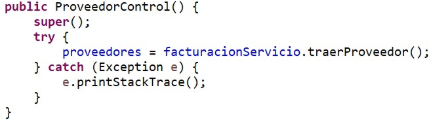 public ProveedorControl() {
    super();
    try {
        proveedores = facturacionServicio.traerProveedor();
    } catch (Exception e) {
        e.printStackTrace();
    }
}